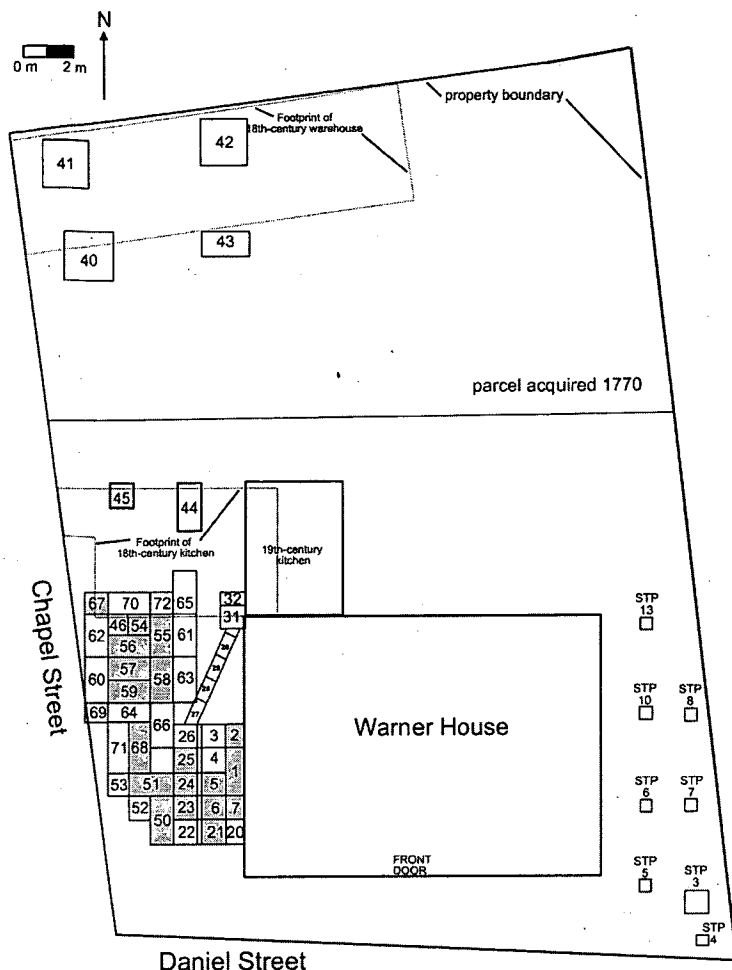 N
0 m 2 m
property boundary
Footprint of
18th-century warehouse
42
41
43
40
parcel acquired 1770
45
44
Footprint of
18th-century kitchen
19th-century
kitchen
Chapel Street
67 70 72 65 32
31
62 46 54 55 61
56
60 57 58 63
59
69 64 66
27
71 68 26 3 2
25 4 1
53 51 24 5
52 50 23 6 7
22 21 20
Warner House
FRONT
DOOR
STP
13
STP
10
STP
8
STP
6
STP
7
STP
5
STP
3
STP
4
Daniel Street